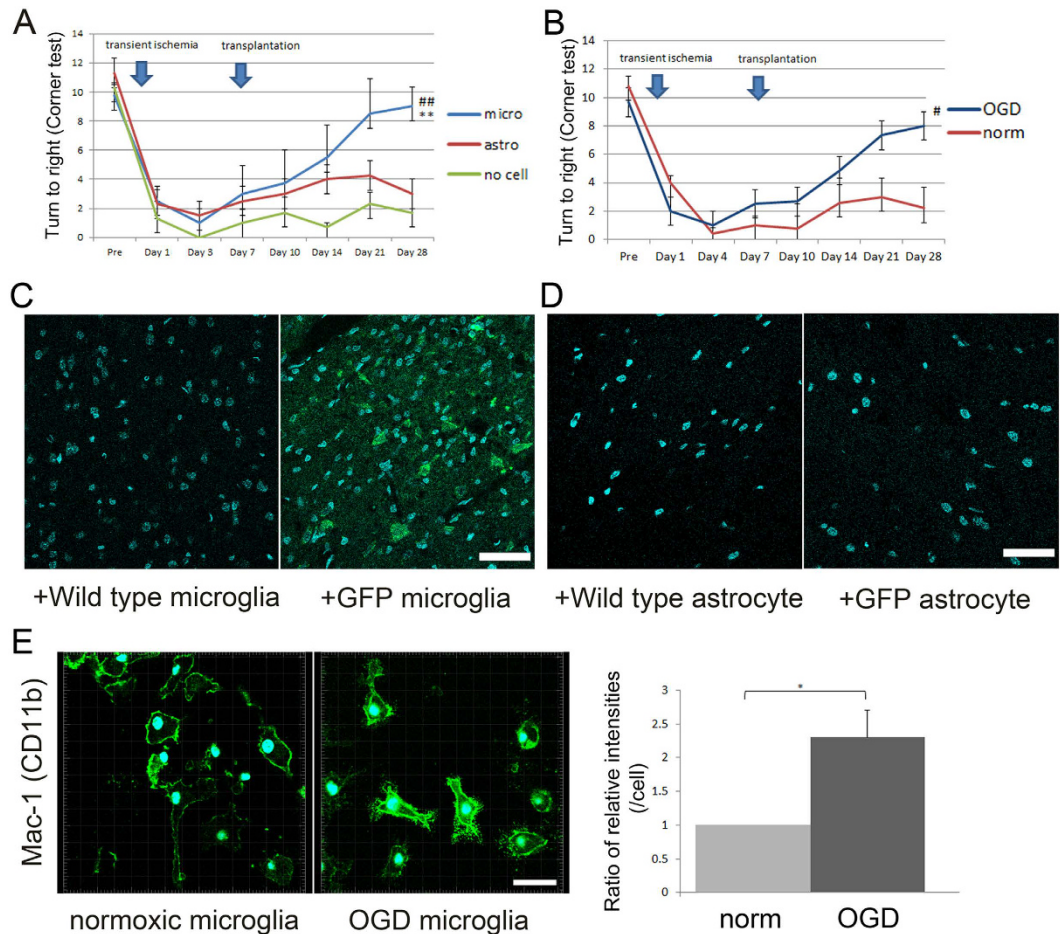 A
Turn to right (Corner test)
14
12
10
8
6
4
2
0
transient ischemia
transplantation
##
**
micro
astro
no cell
Pre
Day 1
Day 3
Day 7
Day 10
Day 14
Day 21
Day 28
B
Turn to right (Corner test)
14
12
10
8
6
4
2
0
transient ischemia
transplantation
#
OGD
norm
Pre
Day 1
Day 4
Day 7
Day 10
Day 14
Day 21
Day 28
C
+Wild type microglia
+GFP microglia
D
+Wild type astrocyte
+GFP astrocyte
E
Mac-1 (CD11b)
normoxic microglia
OGD microglia
Ratio of relative intensities
(/cell)
3
2.5
2
1.5
1
0.5
0
*
norm
OGD